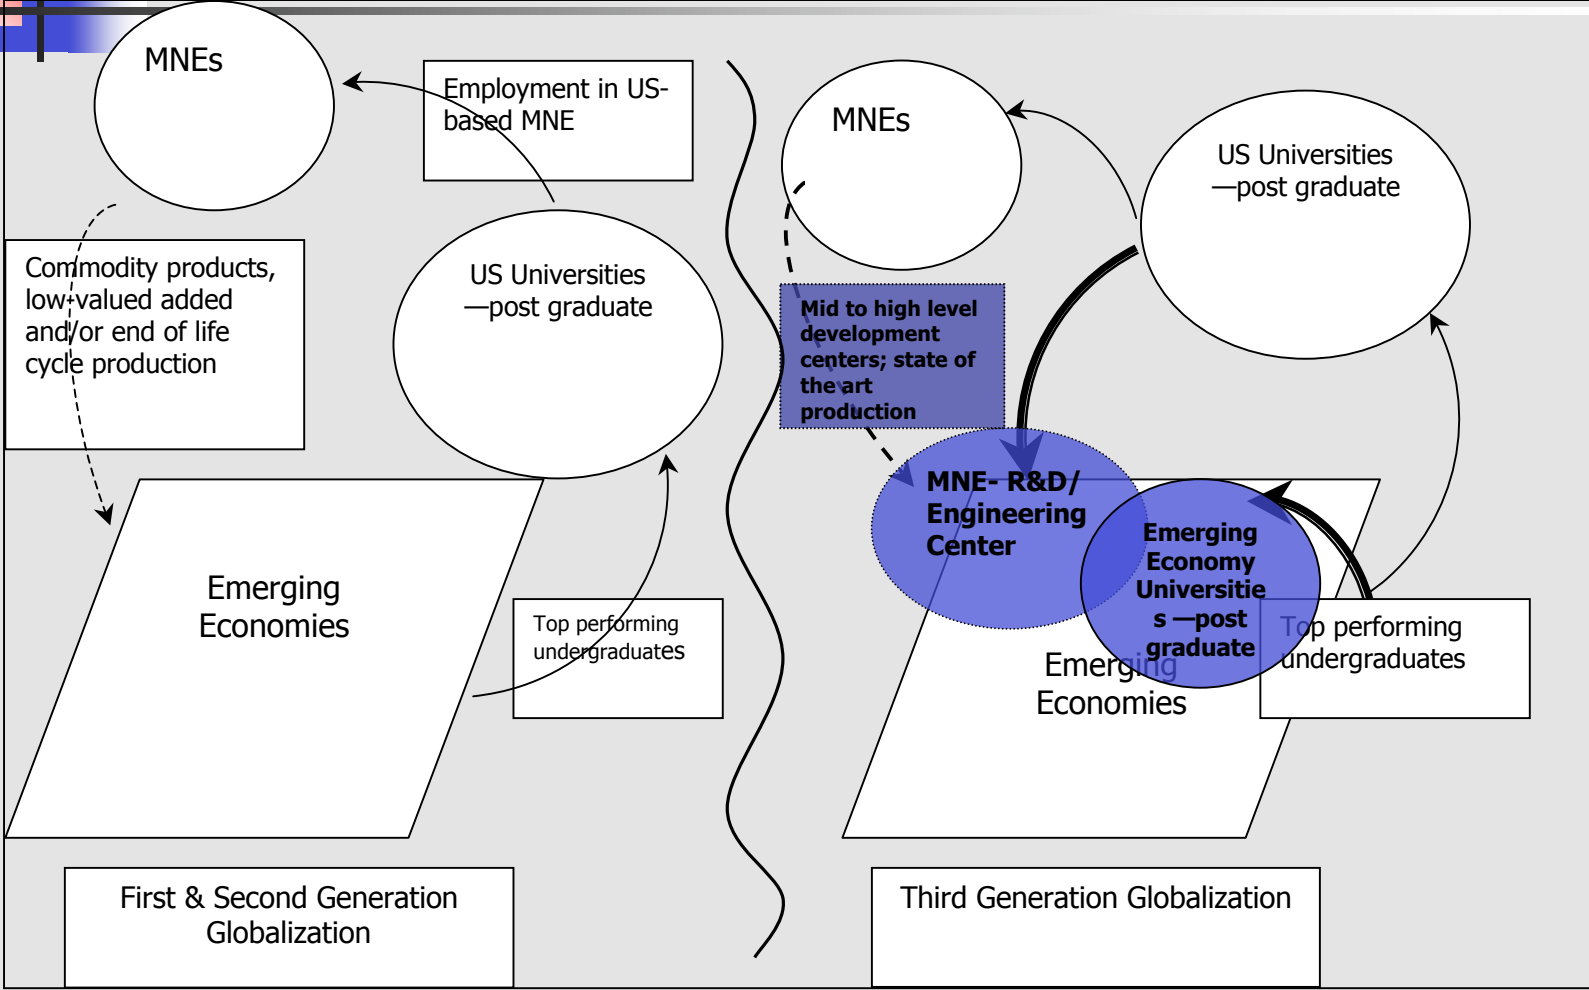 MNEs
Employment in US-
based MNE
Commodity products,
low-valued added
and/or end of life
cycle production
US Universities
—post graduate
Emerging
Economies
Top performing
undergraduates
First & Second Generation
Globalization
MNEs
US Universities
—post graduate
Mid to high level
development
centers; state of
the art
production
MNE- R&D/
Engineering
Center
Emerging
Economy
Universitie
s —post
graduate
Top performing
undergraduates
Emerging
Economies
Third Generation Globalization